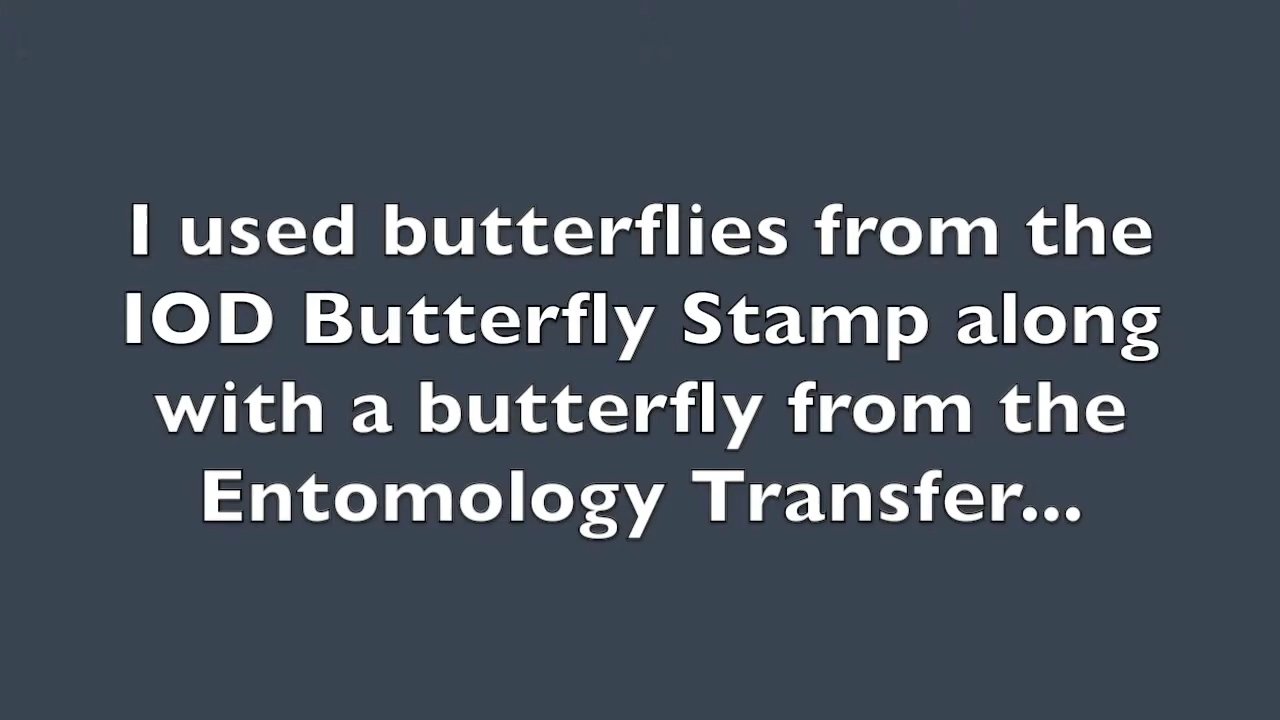 I used butterflies from the
IOD Butterfly Stamp along
with a butterfly from the
Entomology Transfer...